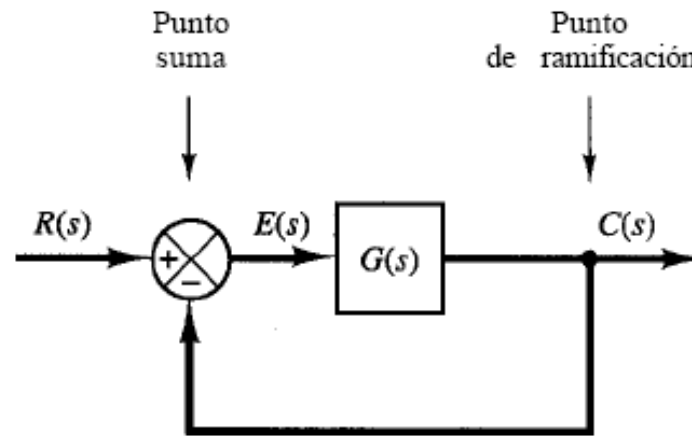 Punto
suma
Punto
de ramificación
R(s)
E(s)
G(s)
C(s)
+
−